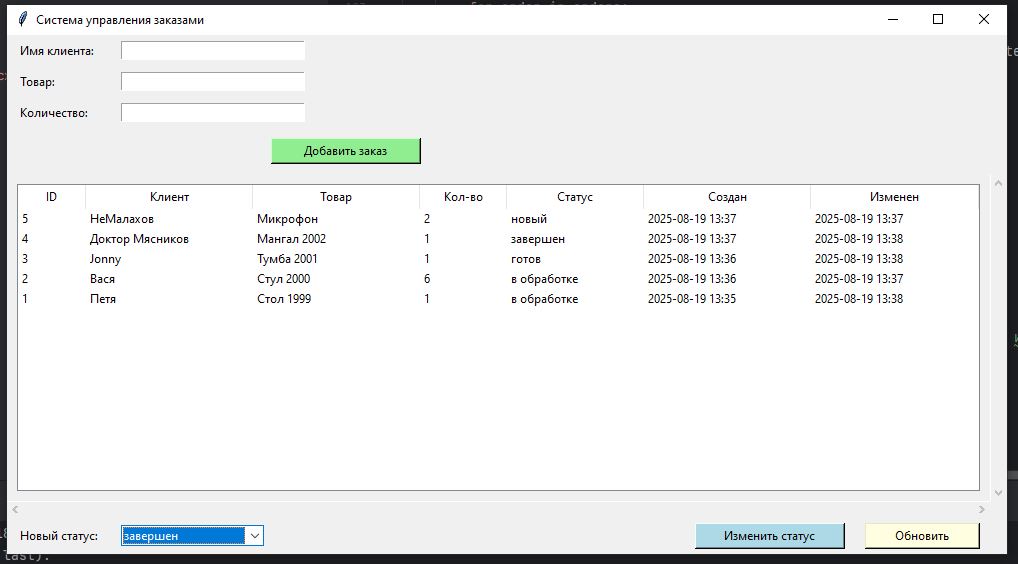 Система управления заказами
Имя клиента:
Товар:
Количество:
Добавить заказ
ID Клиент Товар Кол-во Статус Создан Изменен
5 НеМалахов Микрофон 2 новый 2025-08-19 13:37 2025-08-19 13:37
4 Доктор Мясников Мангал 2002 1 завершен 2025-08-19 13:37 2025-08-19 13:38
3 Jonny Тумба 2001 1 готов 2025-08-19 13:36 2025-08-19 13:38
2 Вася Стул 2000 6 в обработке 2025-08-19 13:36 2025-08-19 13:37
1 Петя Стол 1999 1 в обработке 2025-08-19 13:35 2025-08-19 13:38
Новый статус: завершен Изменить статус Обновить
last):